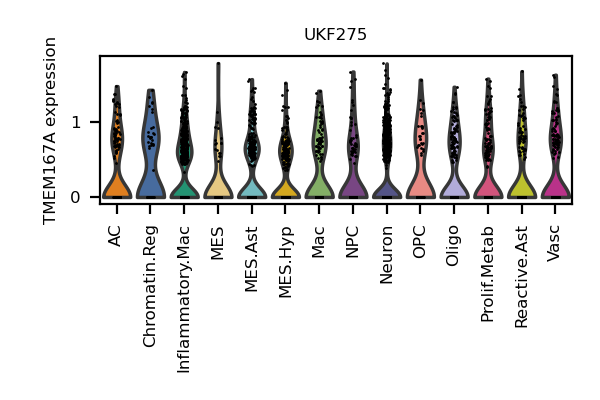 UKF275
TMEM167A expression
1
0
AC
Chromatin.Reg
Inflammatory.Mac
MES
MES.Ast
MES.Hyp
Mac
NPC
Neuron
OPC
Oligo
Prolif.Metab
Reactive.Ast
Vasc